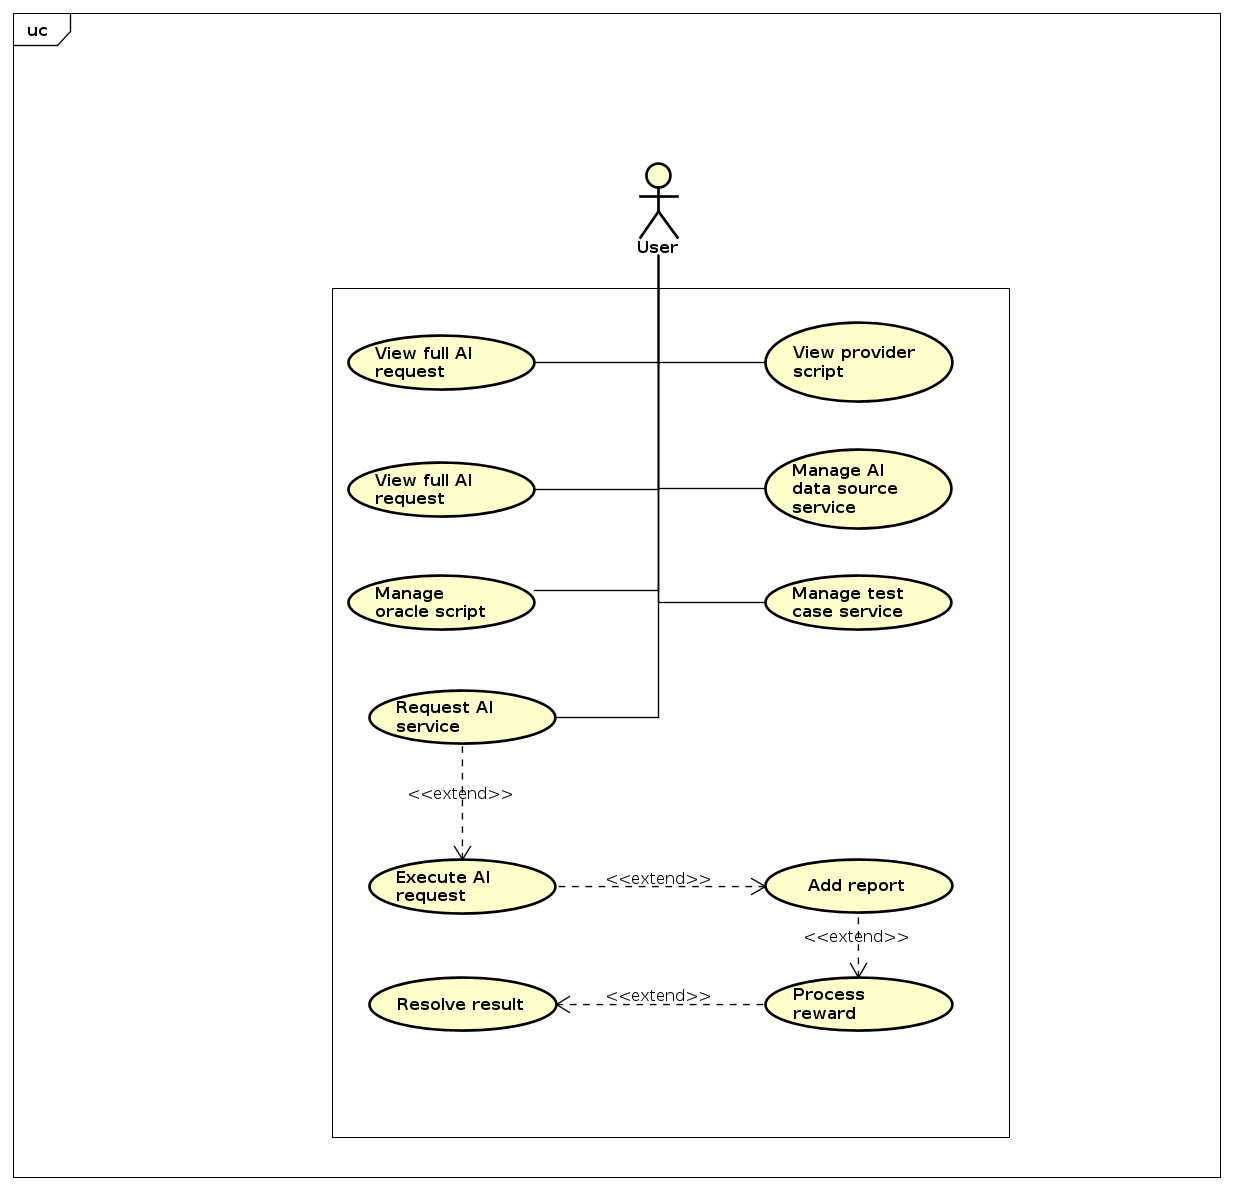 uc
User
View full AI
request
View provider
script
View full AI
request
Manage AI
data source
service
Manage
oracle script
Manage test
case service
Request AI
service
<<extend>>
Execute AI
request
<<extend>>
Add report
<<extend>>
Resolve result
<<extend>>
Process
reward